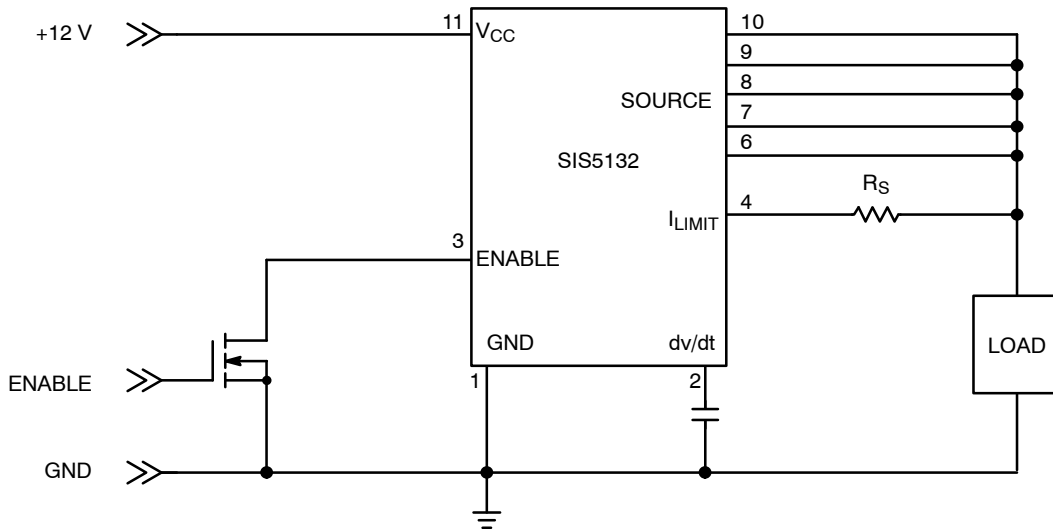 +12 V
11
V_CC
10
9
8
SOURCE
7
SIS5132
6
R_S
4
I_LIMIT
3
ENABLE
GND
dv/dt
LOAD
ENABLE
1
2
GND